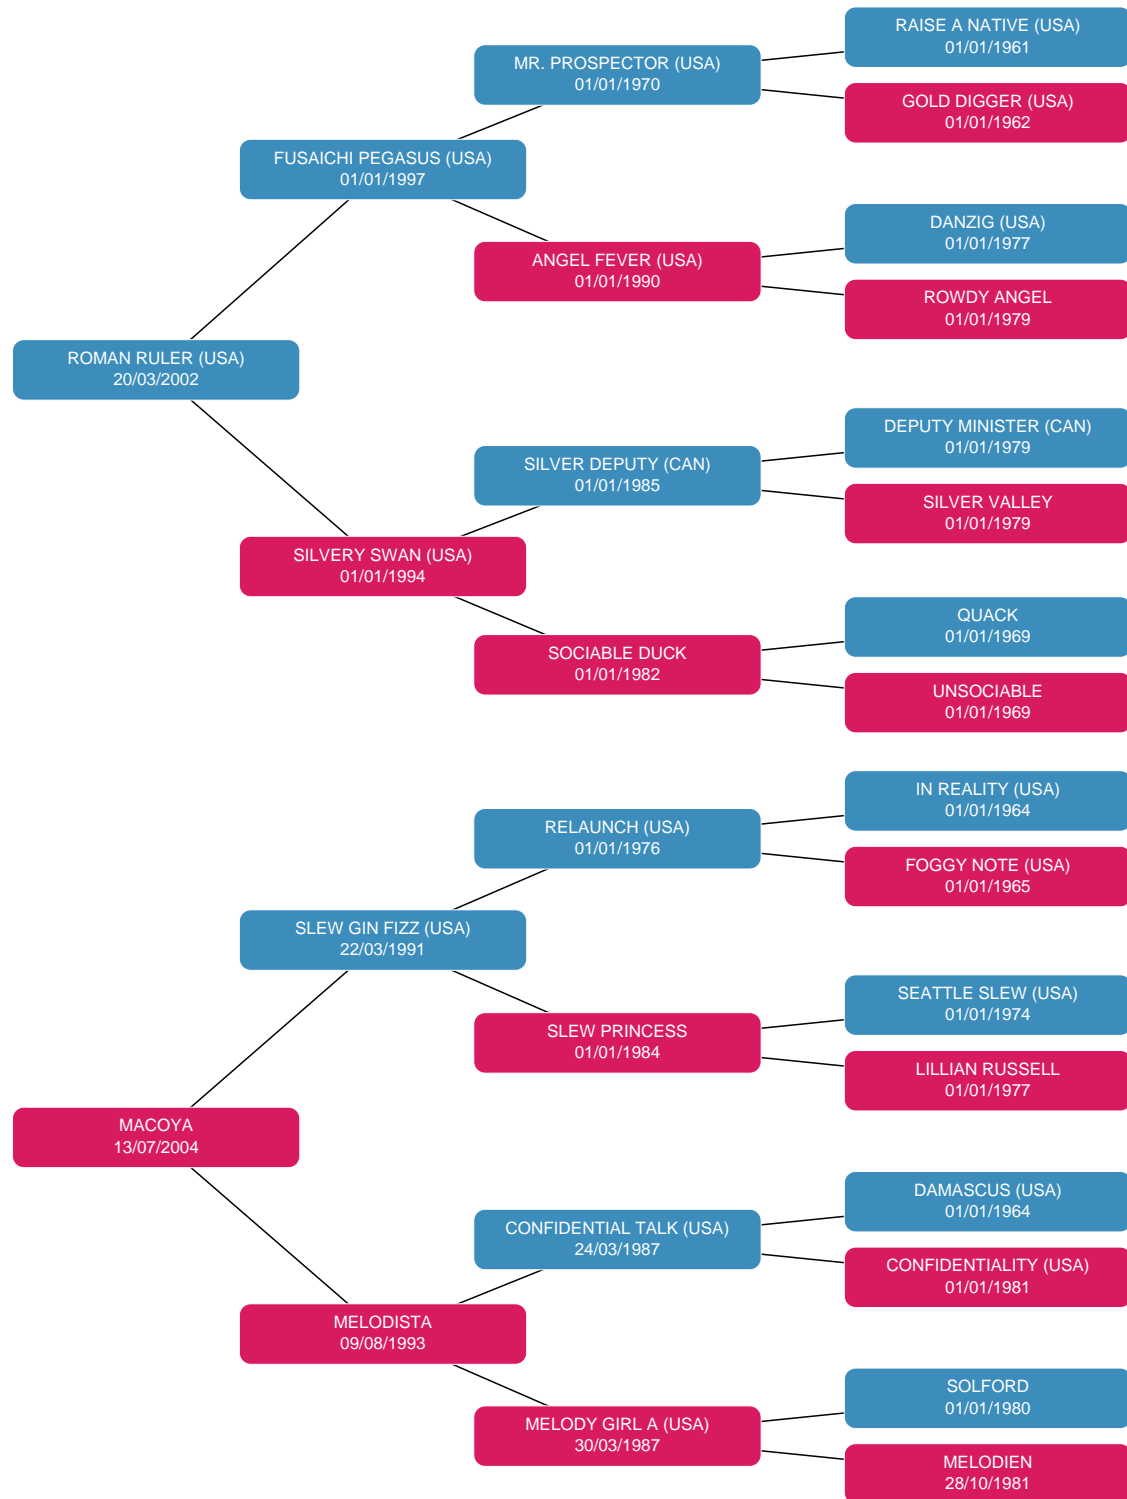 RAISE A NATIVE (USA)
01/01/1961
MR. PROSPECTOR (USA)
01/01/1970
GOLD DIGGER (USA)
01/01/1962
FUSAICHI PEGASUS (USA)
01/01/1997
DANZIG (USA)
01/01/1977
ANGEL FEVER (USA)
01/01/1990
ROWDY ANGEL
01/01/1979
ROMAN RULER (USA)
20/03/2002
DEPUTY MINISTER (CAN)
01/01/1979
SILVER DEPUTY (CAN)
01/01/1985
SILVER VALLEY
01/01/1979
SILVERY SWAN (USA)
01/01/1994
QUACK
01/01/1969
SOCIABLE DUCK
01/01/1982
UNSOCIABLE
01/01/1969
IN REALITY (USA)
01/01/1964
RELAUNCH (USA)
01/01/1976
FOGGY NOTE (USA)
01/01/1965
SLEW GIN FIZZ (USA)
22/03/1991
SEATTLE SLEW (USA)
01/01/1974
SLEW PRINCESS
01/01/1984
LILLIAN RUSSELL
01/01/1977
MACOYA
13/07/2004
DAMASCUS (USA)
01/01/1964
CONFIDENTIAL TALK (USA)
24/03/1987
CONFIDENTIALITY (USA)
01/01/1981
MELODISTA
09/08/1993
SOLFORD
01/01/1980
MELODY GIRL A (USA)
30/03/1987
MELODIEN
28/10/1981